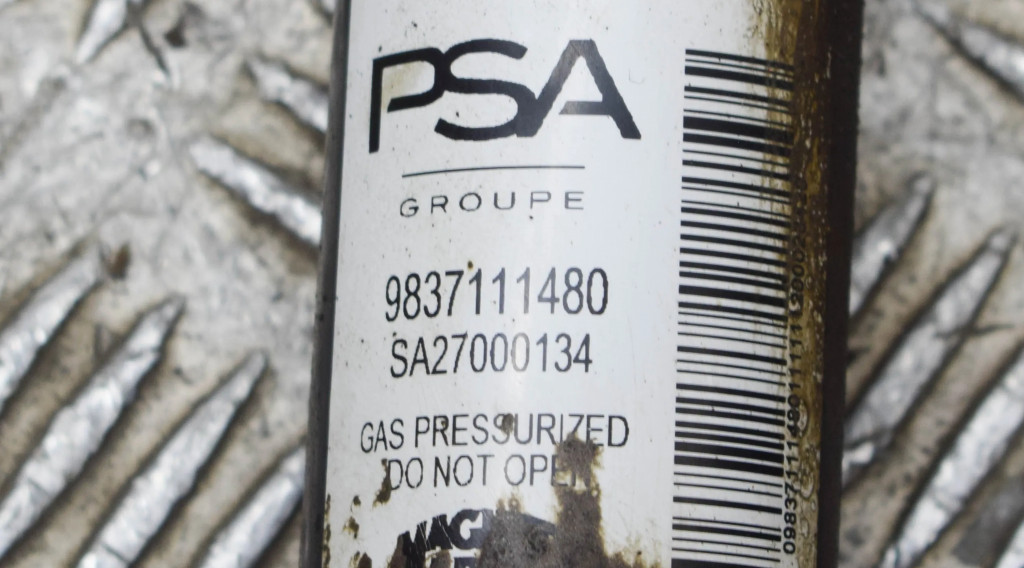 PSA
GROUPE
9837111480
SA27000134
GAS PRESSURIZED
DO NOT OPEN